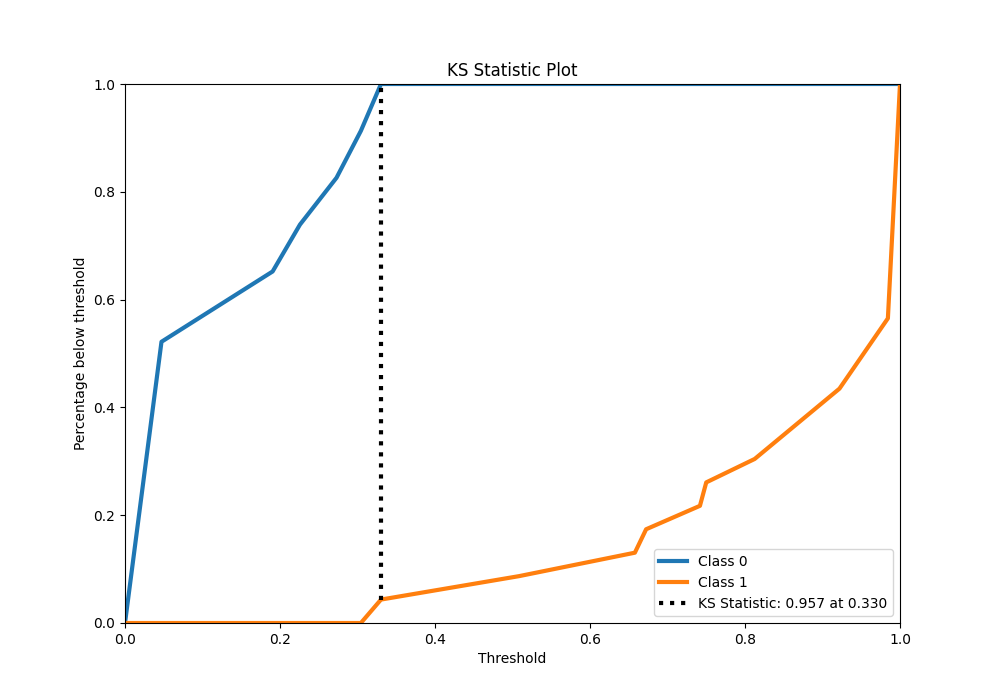 KS Statistic Plot
1.0
0.8
0.6
0.4
0.2
0.0
Percentage below threshold
0.0 0.2 0.4 0.6 0.8 1.0
Threshold
Class 0
Class 1
KS Statistic: 0.957 at 0.330